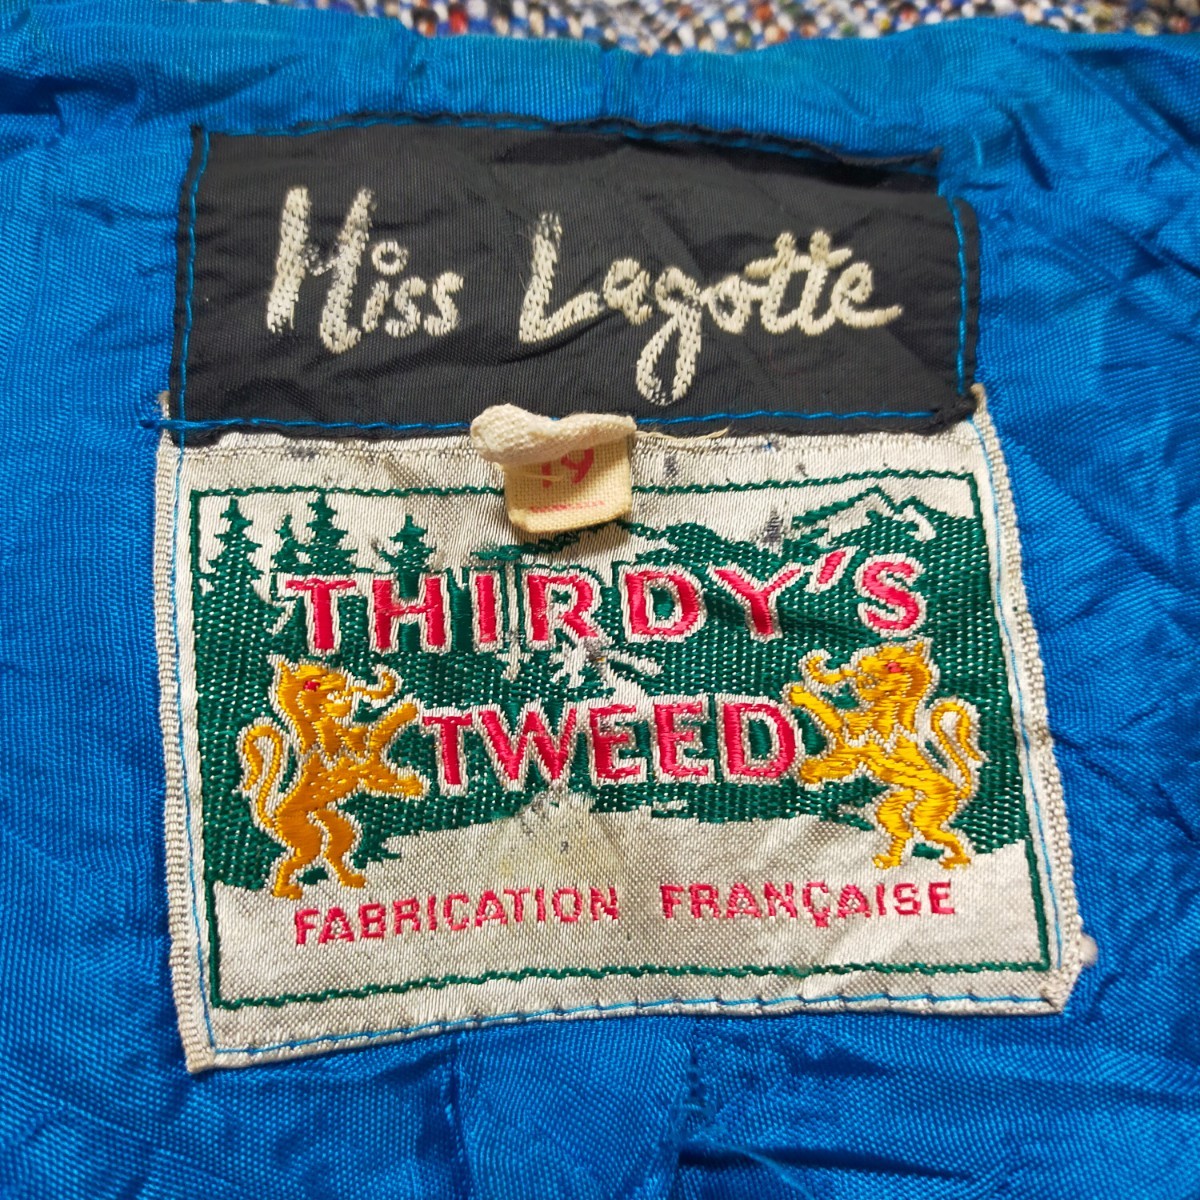 Miss Lagotte
THIRDY'S
TWEED
FABRICATION FRANÇAISE